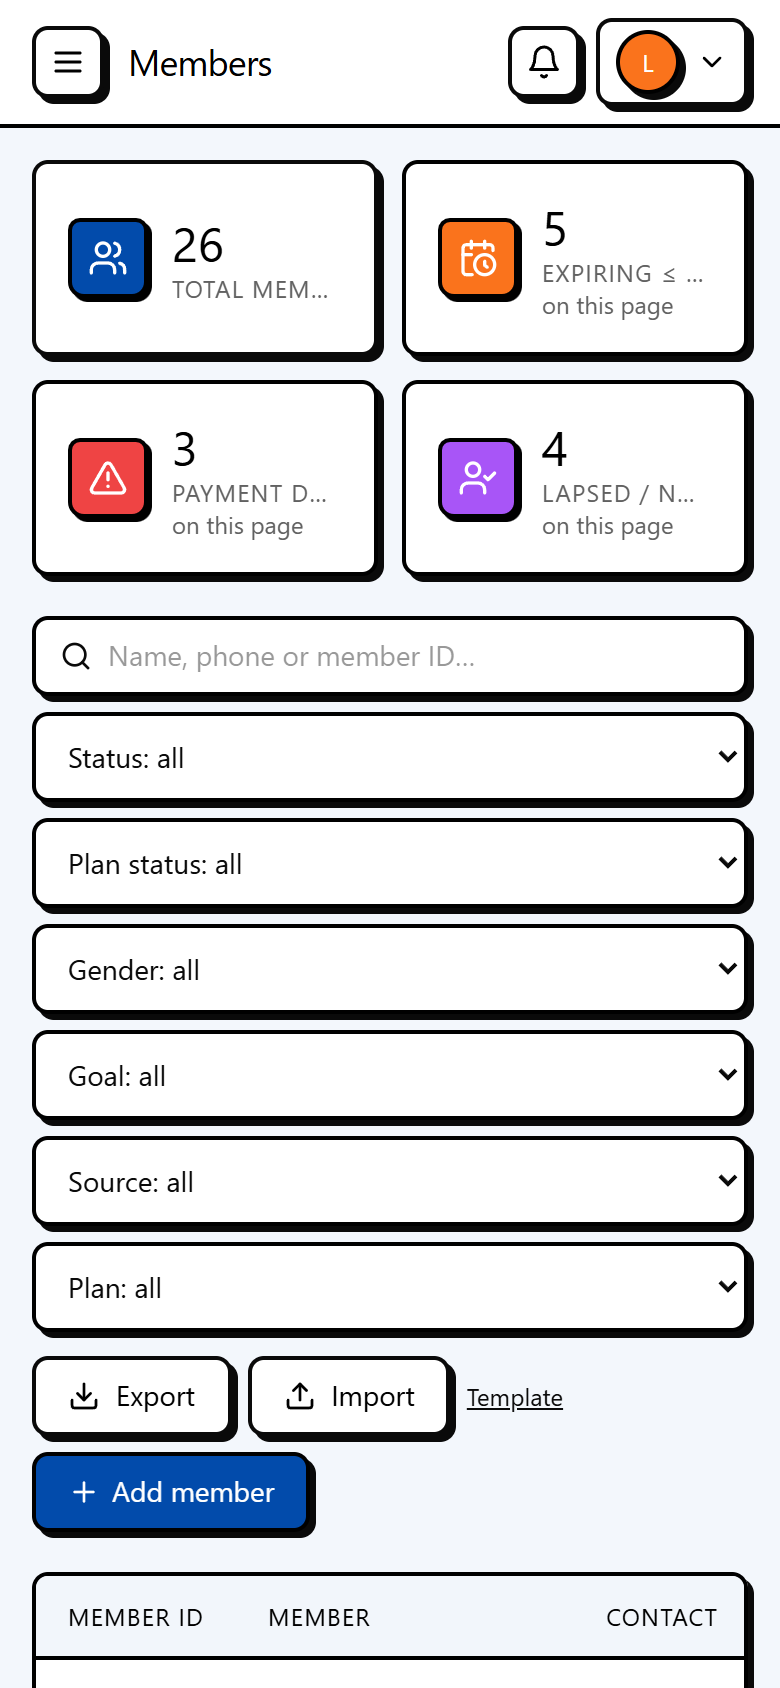 Members
L
26
TOTAL MEM...
5
EXPIRING ≤ ...
on this page
3
PAYMENT D...
on this page
4
LAPSED / N...
on this page
Name, phone or member ID...
Status: all
Plan status: all
Gender: all
Goal: all
Source: all
Plan: all
Export
Import
Template
Add member
MEMBER ID MEMBER CONTACT